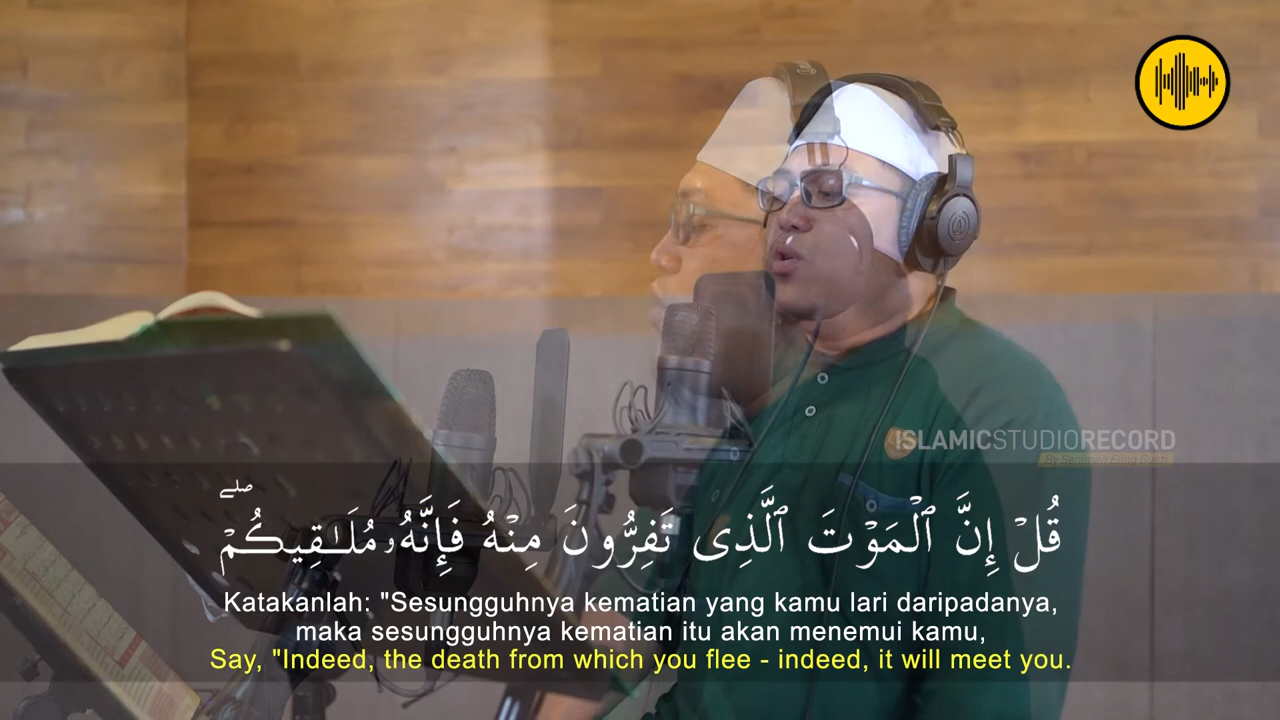 ISLAMICSTUDIORECORD
قُلْ إِنَّ ٱلْمَوْتَ ٱلَّذِى تَفِرُّونَ مِنْهُ فَإِنَّهُۥ مُلَـٰقِيكُمْ ۖ
Katakanlah: "Sesungguhnya kematian yang kamu lari daripadanya,
maka sesungguhnya kematian itu akan menemui kamu,
Say, "Indeed, the death from which you flee - indeed, it will meet you.